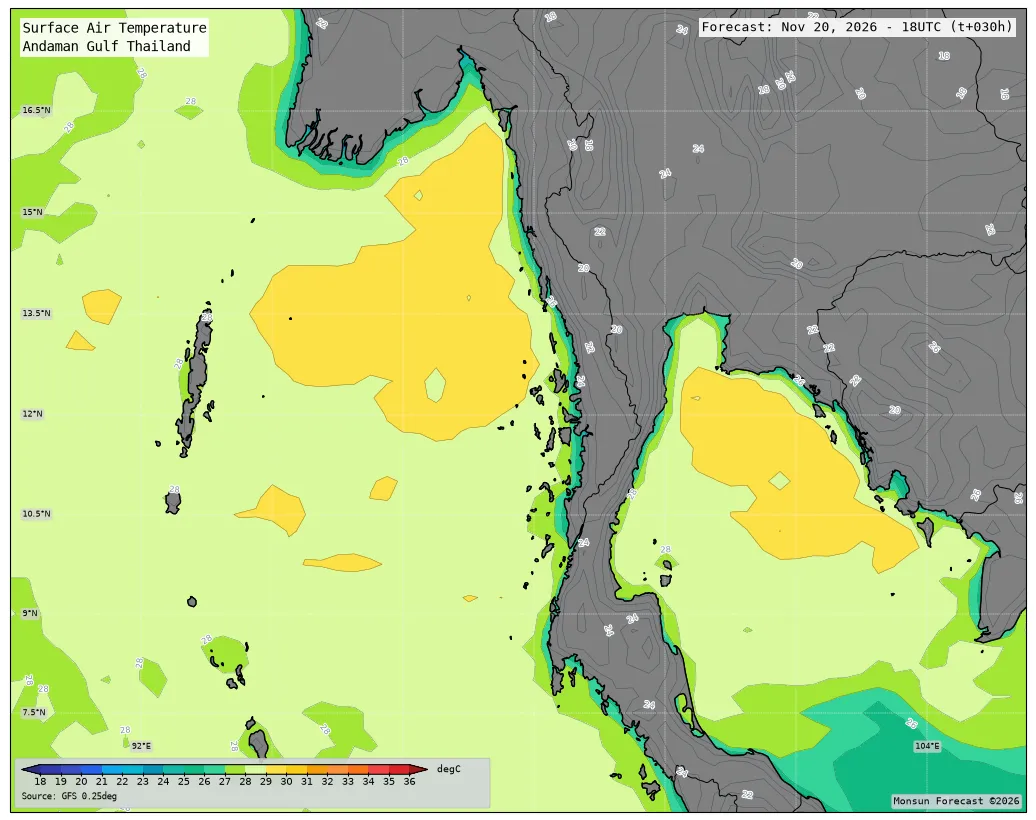 Surface Air Temperature
Andaman Gulf Thailand
Forecast: Nov 20, 2026 - 18UTC (t+030h)
16.5°N
15°N
13.5°N
12°N
10.5°N
9°N
7.5°N
92°E
104°E
18 19 20 21 22 23 24 25 26 27 28 29 30 31 32 33 34 35 36
degC
Source: GFS 0.25deg
Monsun Forecast ©2026